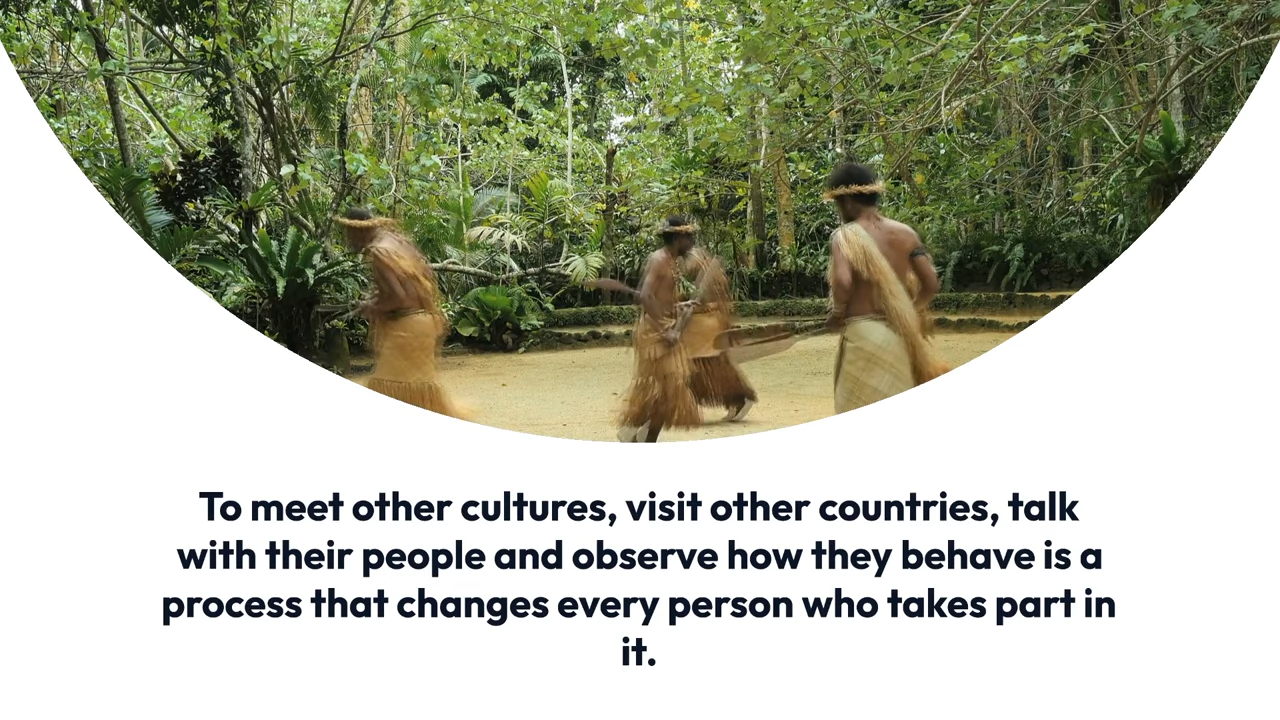 To meet other cultures, visit other countries, talk
with their people and observe how they behave is a
process that changes every person who takes part in
it.